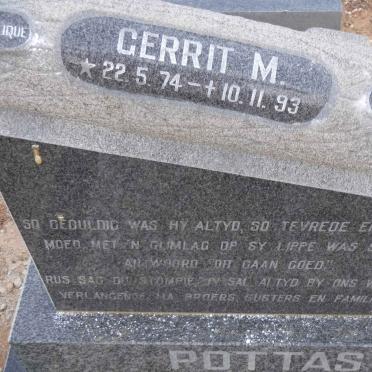 IQUE
GERRIT M.
★ 22.5.74 - + 10.11.93
SO GEDULDIG WAS HY ALTYD, SO TEVREDE E
MOED, MET 'N GLIMLAG OP SY LIPPE WAS S
ANTWOORD "DIT GAAN GOED."
RUS SAG OU STOMPIE, JY SAL ALTYD BY ONS
VERLANGENDE MA, BROERS, SUSTERS EN FAMIL
POTTAS